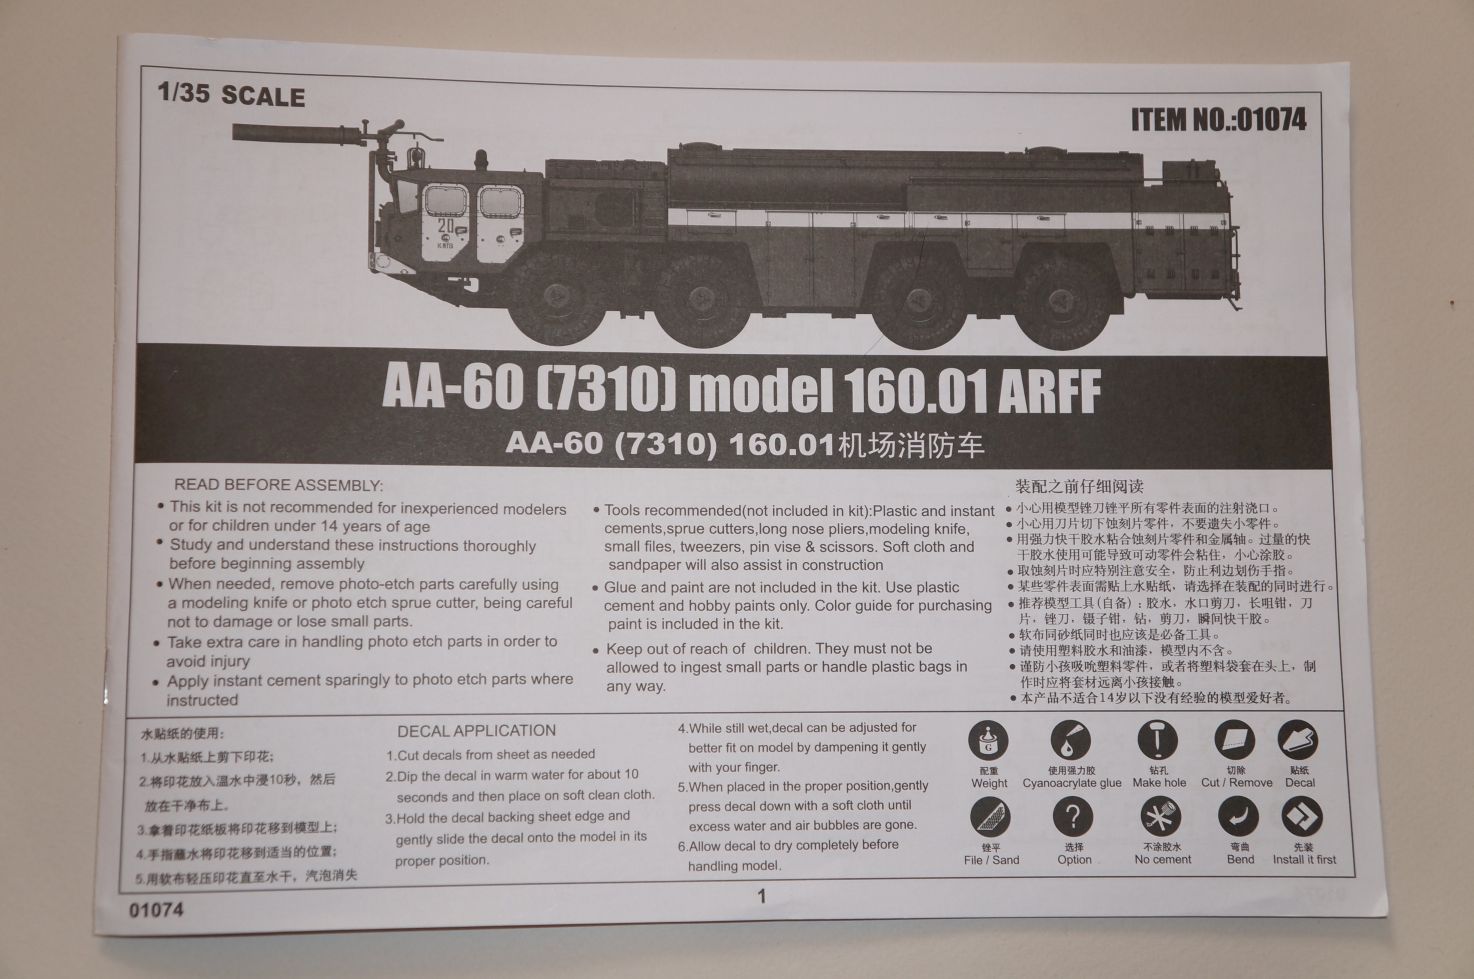 1/35 SCALE
ITEM NO.:01074
20
AA-60 (7310) model 160.01 ARFF
AA-60 (7310) 160.01机场消防车
READ BEFORE ASSEMBLY:
• This kit is not recommended for inexperienced modelers
or for children under 14 years of age
• Study and understand these instructions thoroughly
before beginning assembly
• When needed, remove photo-etch parts carefully using
a modeling knife or photo etch sprue cutter, being careful
not to damage or lose small parts.
• Take extra care in handling photo etch parts in order to
avoid injury
• Apply instant cement sparingly to photo etch parts where
instructed
• Tools recommended(not included in kit):Plastic and instant
cements,sprue cutters,long nose pliers,modeling knife,
small files, tweezers, pin vise & scissors. Soft cloth and
sandpaper will also assist in construction
• Glue and paint are not included in the kit. Use plastic
cement and hobby paints only. Color guide for purchasing
paint is included in the kit.
• Keep out of reach of children. They must not be
allowed to ingest small parts or handle plastic bags in
any way.
装配之前仔细阅读
• 小心用模型锉刀锉平所有零件表面的注射浇口。
• 小心用刀片切下蚀刻片零件，不要遗失小零件。
• 用强力快干胶水粘合蚀刻片零件和金属轴。过量的快
干胶水使用可能导致可动零件会粘住，小心涂胶。
• 取蚀刻片时应特别注意安全，防止利边划伤手指。
• 某些零件表面需贴上水贴纸，请选择在装配的同时进行。
• 推荐模型工具(自备)：胶水，水口剪刀，长咀钳，刀
片，锉刀，镊子钳，钻，剪刀，瞬间快干胶。
• 软布同砂纸同时也应该是必备工具。
• 请使用塑料胶水和油漆，模型内不含。
• 谨防小孩吸吮塑料零件，或者将塑料袋套在头上，制
作时应将套材远离小孩接触。
• 本产品不适合14岁以下没有经验的模型爱好者。
水贴纸的使用:
1.从水贴纸上剪下印花;
2.将印花放入温水中浸10秒，然后
放在干净布上。
3.拿着印花纸板将印花移到模型上;
4.手指蘸水将印花移到适当的位置;
5.用软布轻压印花直至水干，汽泡消失
DECAL APPLICATION
1.Cut decals from sheet as needed
2.Dip the decal in warm water for about 10
seconds and then place on soft clean cloth.
3.Hold the decal backing sheet edge and
gently slide the decal onto the model in its
proper position.
4.While still wet,decal can be adjusted for
better fit on model by dampening it gently
with your finger.
5.When placed in the proper position,gently
press decal down with a soft cloth until
excess water and air bubbles are gone.
6.Allow decal to dry completely before
handling model.
G
配重
Weight
使用强力胶
Cyanoacrylate glue
钻孔
Make hole
切除
Cut / Remove
贴纸
Decal
锉平
File / Sand
?
选择
Option
不涂胶水
No cement
弯曲
Bend
先装
Install it first
01074
1